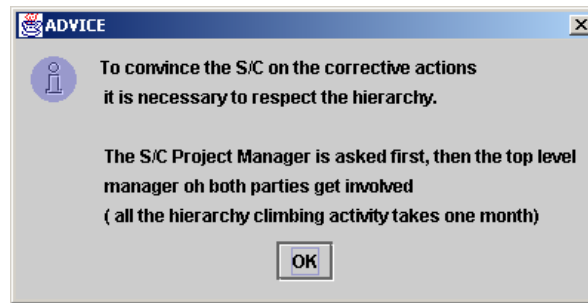 ADVICE
To convince the S/C on the corrective actions
it is necessary to respect the hierarchy.
The S/C Project Manager is asked first, then the top level
manager oh both parties get involved
( all the hierarchy climbing activity takes one month)
OK